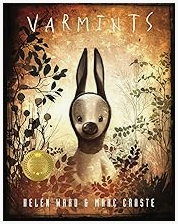 VARMINTS
HELEN WARD & MARC CRASTE